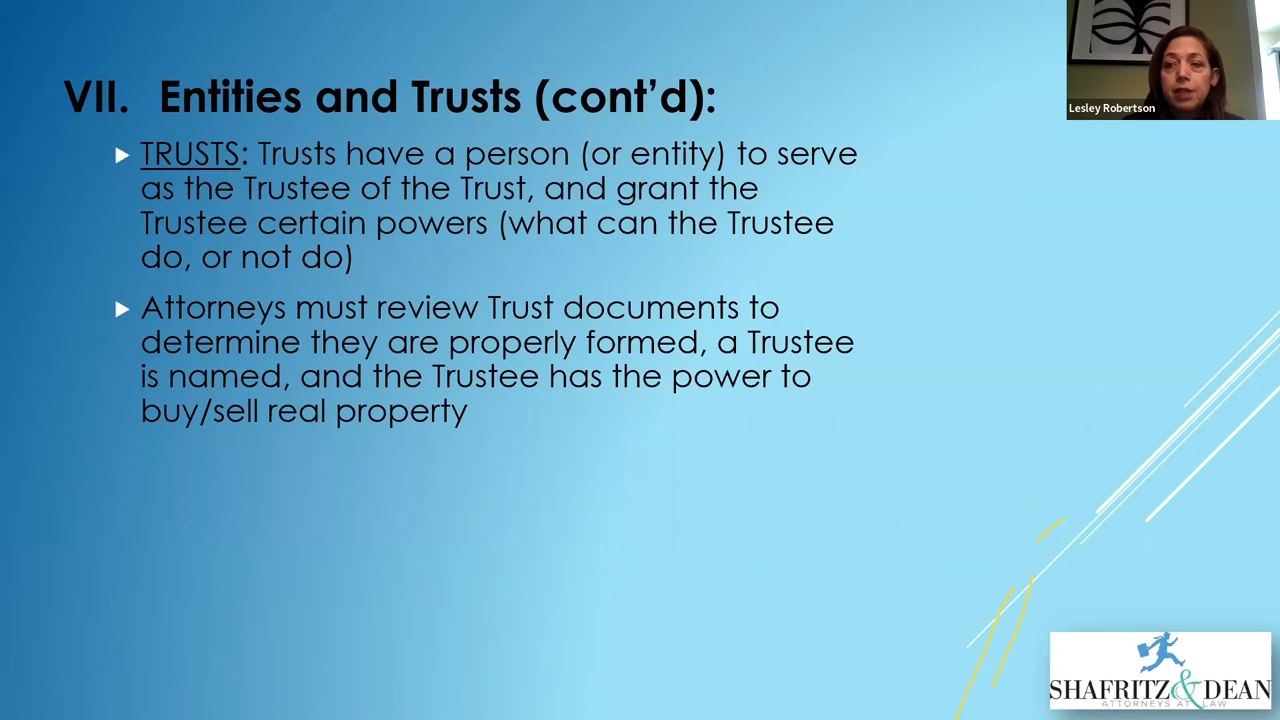 VII. Entities and Trusts (cont'd):
TRUSTS: Trusts have a person (or entity) to serve
as the Trustee of the Trust, and grant the
Trustee certain powers (what can the Trustee
do, or not do)
Attorneys must review Trust documents to
determine they are properly formed, a Trustee
is named, and the Trustee has the power to
buy/sell real property
Lesley Robertson
SHAFRITZ & DEAN
ATTORNEYS AT LAW